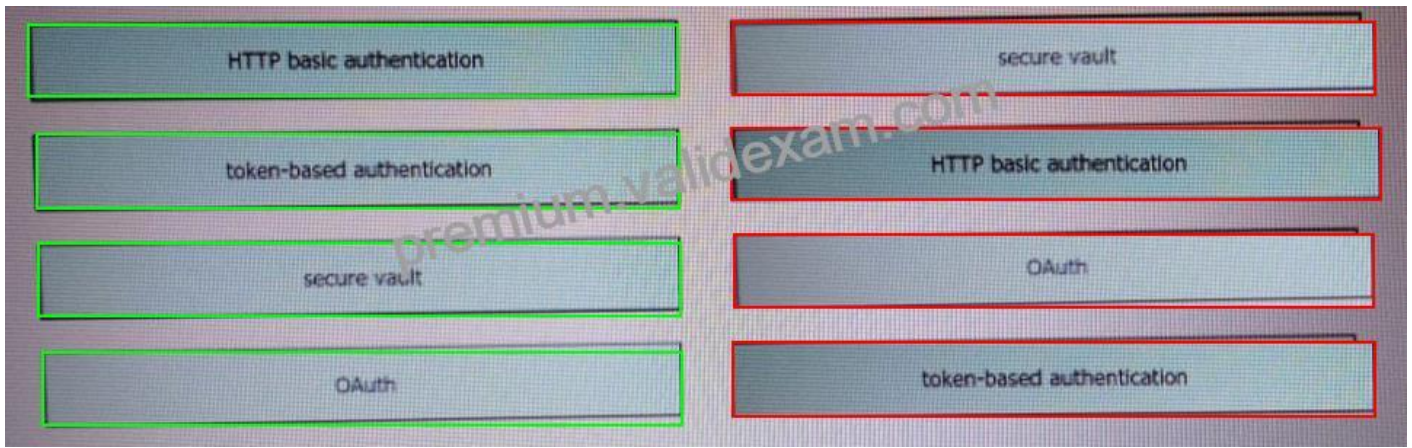 HTTP basic authentication
secure vault
token-based authentication
HTTP basic authentication
secure vault
OAuth
OAuth
token-based authentication
premium.validexam.com